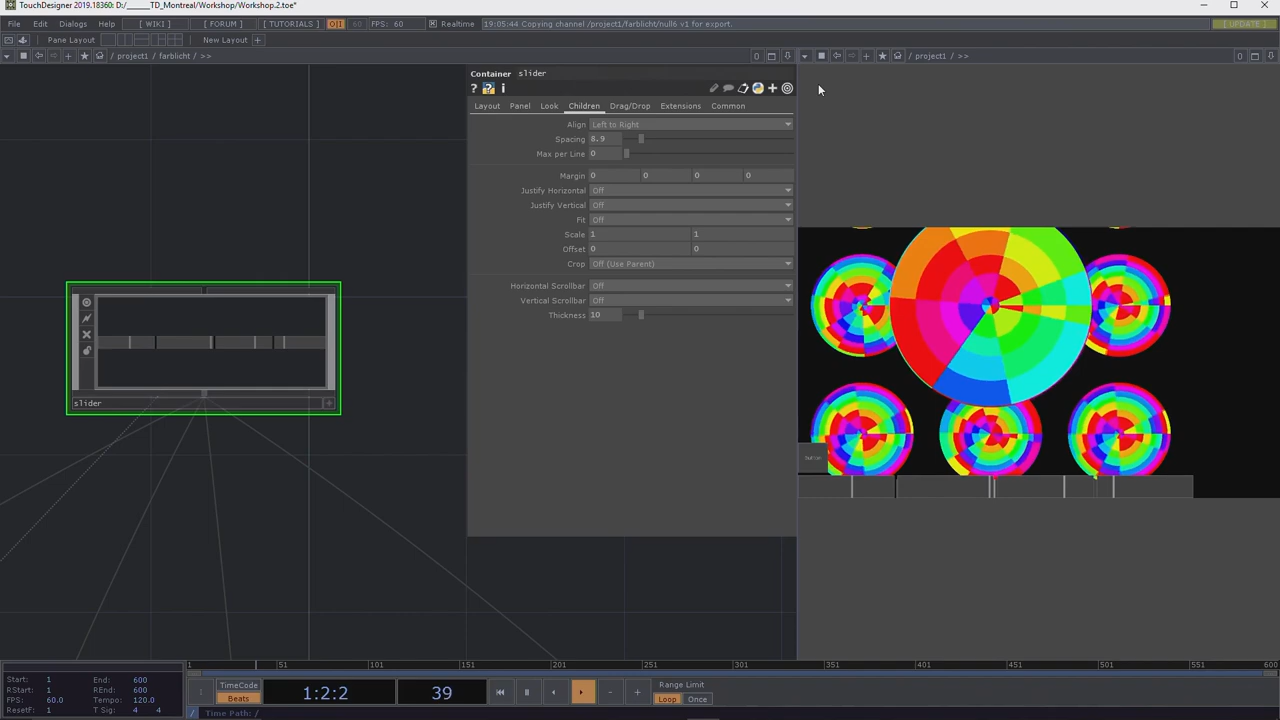 TouchDesigner 2019.18360: D:/______TD_Montreal/Workshop/Workshop.2.toe*
File Edit Dialogs Help [ WIKI ] [ FORUM ] [ TUTORIALS ] O|I 60 FPS: 60 Realtime 19:05:44 Copying channel /project1/farblicht/null6 v1 for export. [ UPDATE ]
Pane Layout New Layout +
/ project1 / farblicht / >> 0
/ project1 / >> 0
Container slider
? ? i
Layout Panel Look Children Drag/Drop Extensions Common
Align Left to Right
Spacing 8.9
Max per Line 0
Margin 0 0 0 0
Justify Horizontal Off
Justify Vertical Off
Fit Off
Scale 1 1
Offset 0 0
Crop Off (Use Parent)
Horizontal Scrollbar Off
Vertical Scrollbar Off
Thickness 10
slider
1 51 101 151 201 251 301 351 401 451 501 551 600
Start: 1 End: 600
RStart: 1 REnd: 600
FPS: 60.0 Tempo: 120.0
ResetF: 1 T Sig: 4 4
TimeCode
Beats
1:2:2
39
Range Limit
Loop Once
/ Time Path: /